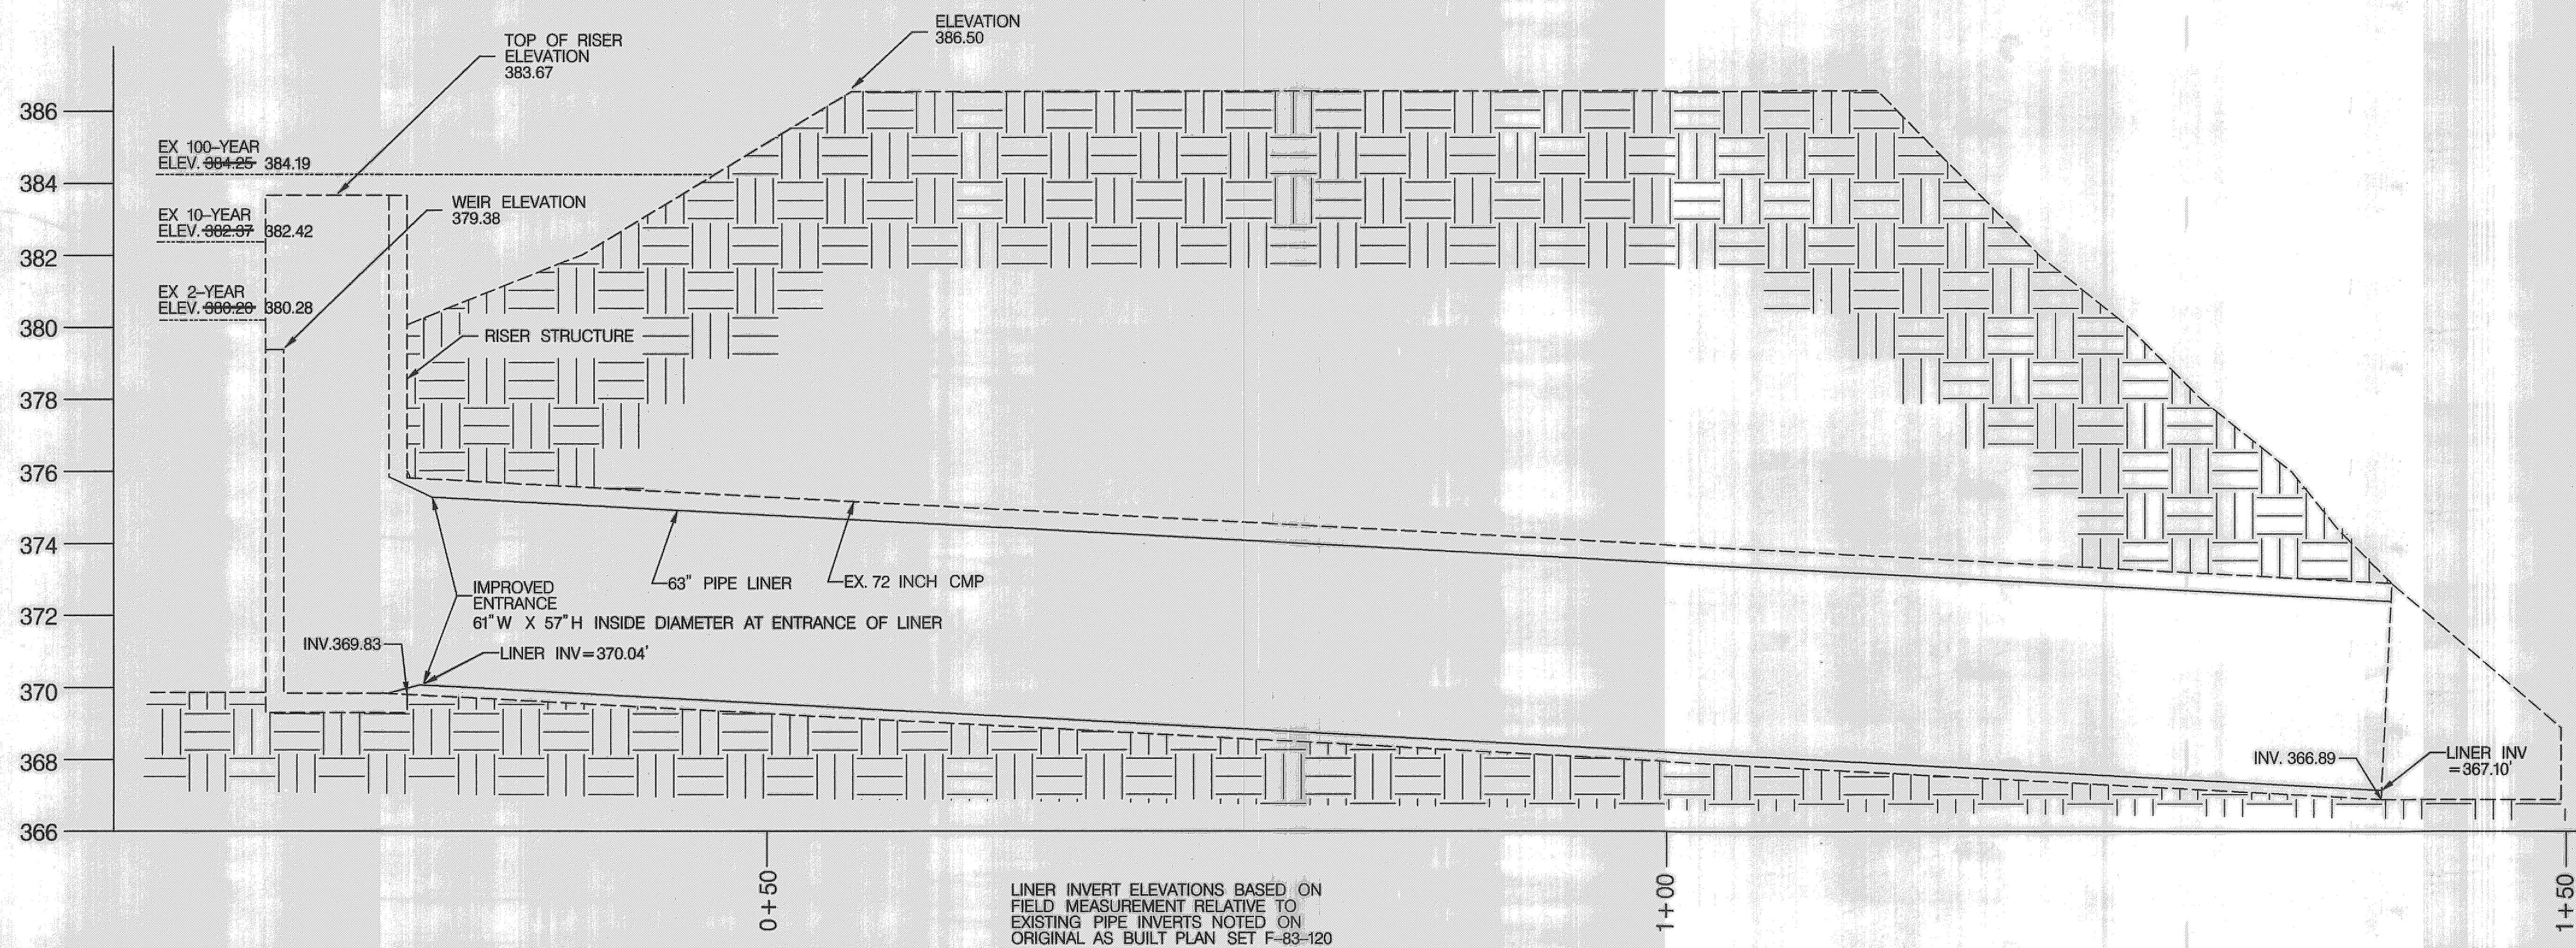 ELEVATION
386.50
TOP OF RISER
ELEVATION
383.67
386
EX 100-YEAR
ELEV. 384.25 384.19
384
WEIR ELEVATION
379.38
EX 10-YEAR
ELEV. 382.37 382.42
382
EX 2-YEAR
ELEV. 380.20 380.28
380
RISER STRUCTURE
378
376
374
63" PIPE LINER
EX. 72 INCH CMP
IMPROVED
ENTRANCE
61"W X 57"H INSIDE DIAMETER AT ENTRANCE OF LINER
372
INV.369.83
LINER INV=370.04'
370
368
INV. 366.89
LINER INV
=367.10'
366
0+50
1+00
1+50
LINER INVERT ELEVATIONS BASED ON
FIELD MEASUREMENT RELATIVE TO
EXISTING PIPE INVERTS NOTED ON
ORIGINAL AS BUILT PLAN SET F-83-120